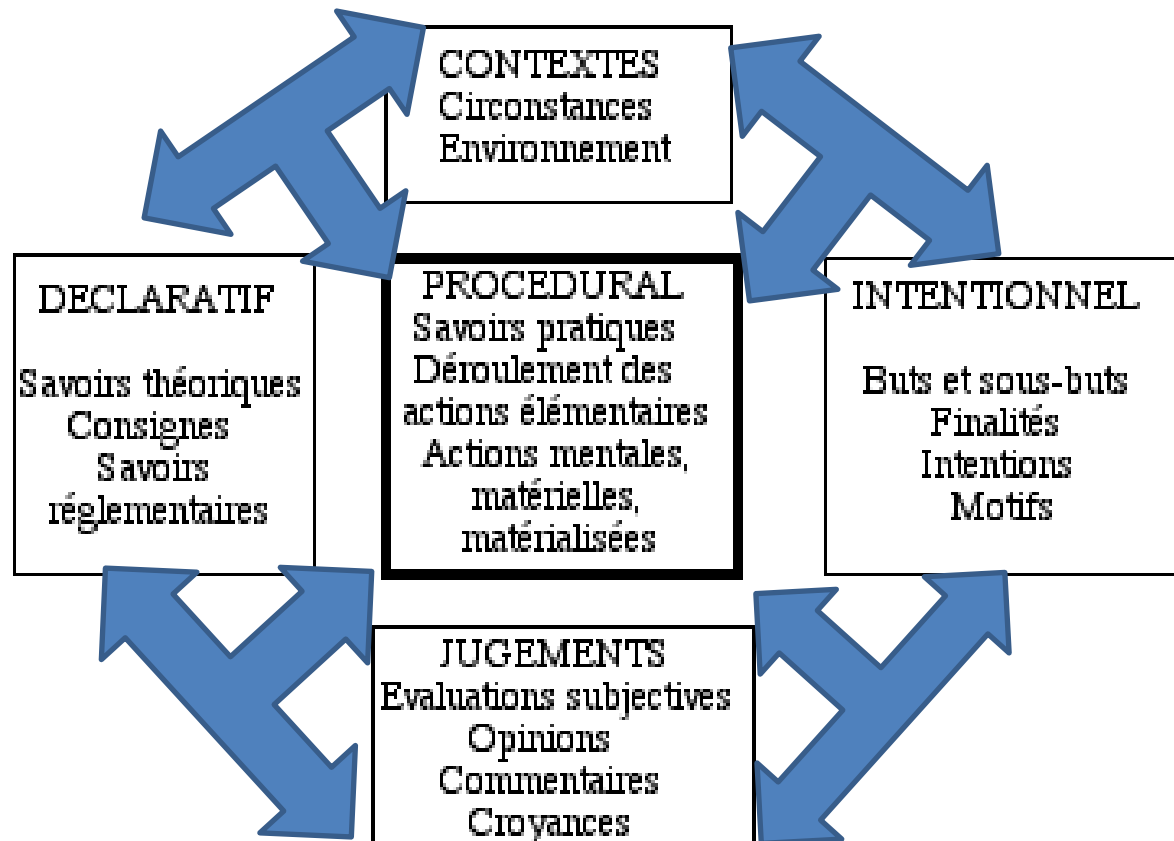 CONTEXTES
Circonstances
Environnement
DECLARATIF
Savoirs théoriques
Consignes
Savoirs
réglementaires
PROCEDURAL
Savoirs pratiques
Déroulement des
actions élémentaires
Actions mentales,
matérielles,
matérialisées
INTENTIONNEL
Buts et sous-buts
Finalités
Intentions
Motifs
JUGEMENTS
Evaluations subjectives
Opinions
Commentaires
Croyances